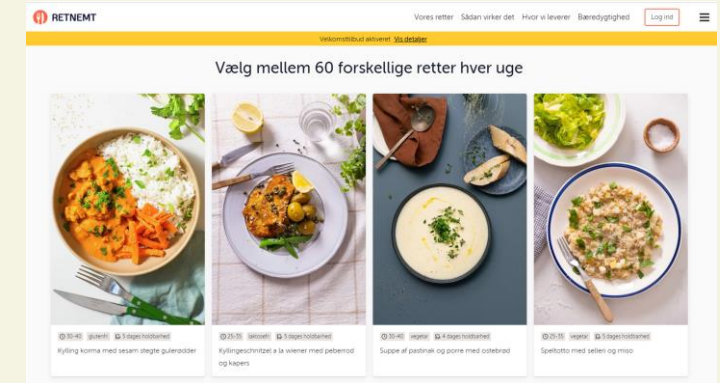 RETNEMT
Vores retter Sådan virker det Hvor vi leverer Bæredygtighed Log ind
Velkomsttilbud aktiveret Vis detaljer
Vælg mellem 60 forskellige retter hver uge
30-40 glutenfri 3 dages holdbarhed
Kylling korma med sesam stegte gulerødder
25-35 laktosefri 5 dages holdbarhed
Kyllingeschnitzel a la wiener med peberrod
og kapers
30-40 vegetar 4 dages holdbarhed
Suppe af pastinak og porre med ostebrød
25-35 vegetar 5 dages holdbarhed
Speltotto med selleri og miso